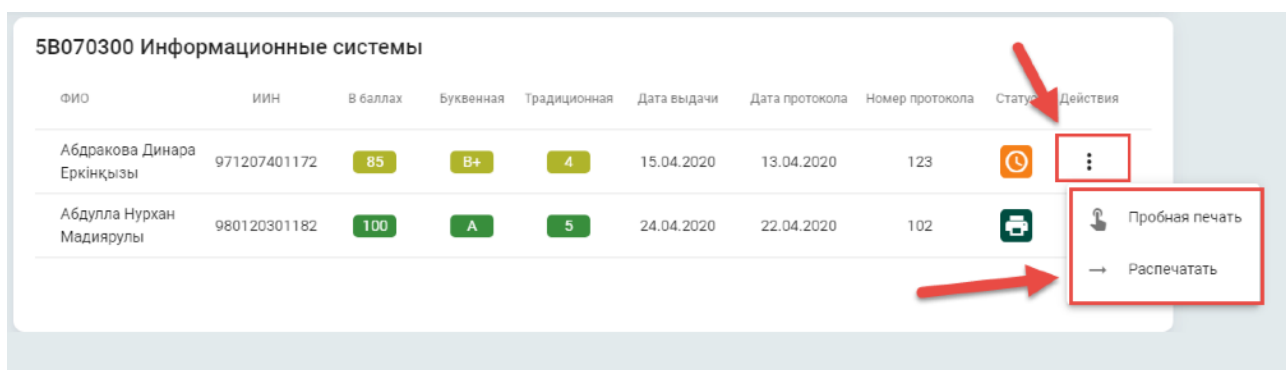 5В070300 Информационные системы
ФИО ИИН В баллах Буквенная Традиционная Дата выдачи Дата протокола Номер протокола Статус Действия
Абдракова Динара
Еркінқызы
971207401172 85 B+ 4 15.04.2020 13.04.2020 123
Абдулла Нурхан
Мадиярулы
980120301182 100 A 5 24.04.2020 22.04.2020 102
Пробная печать
Распечатать